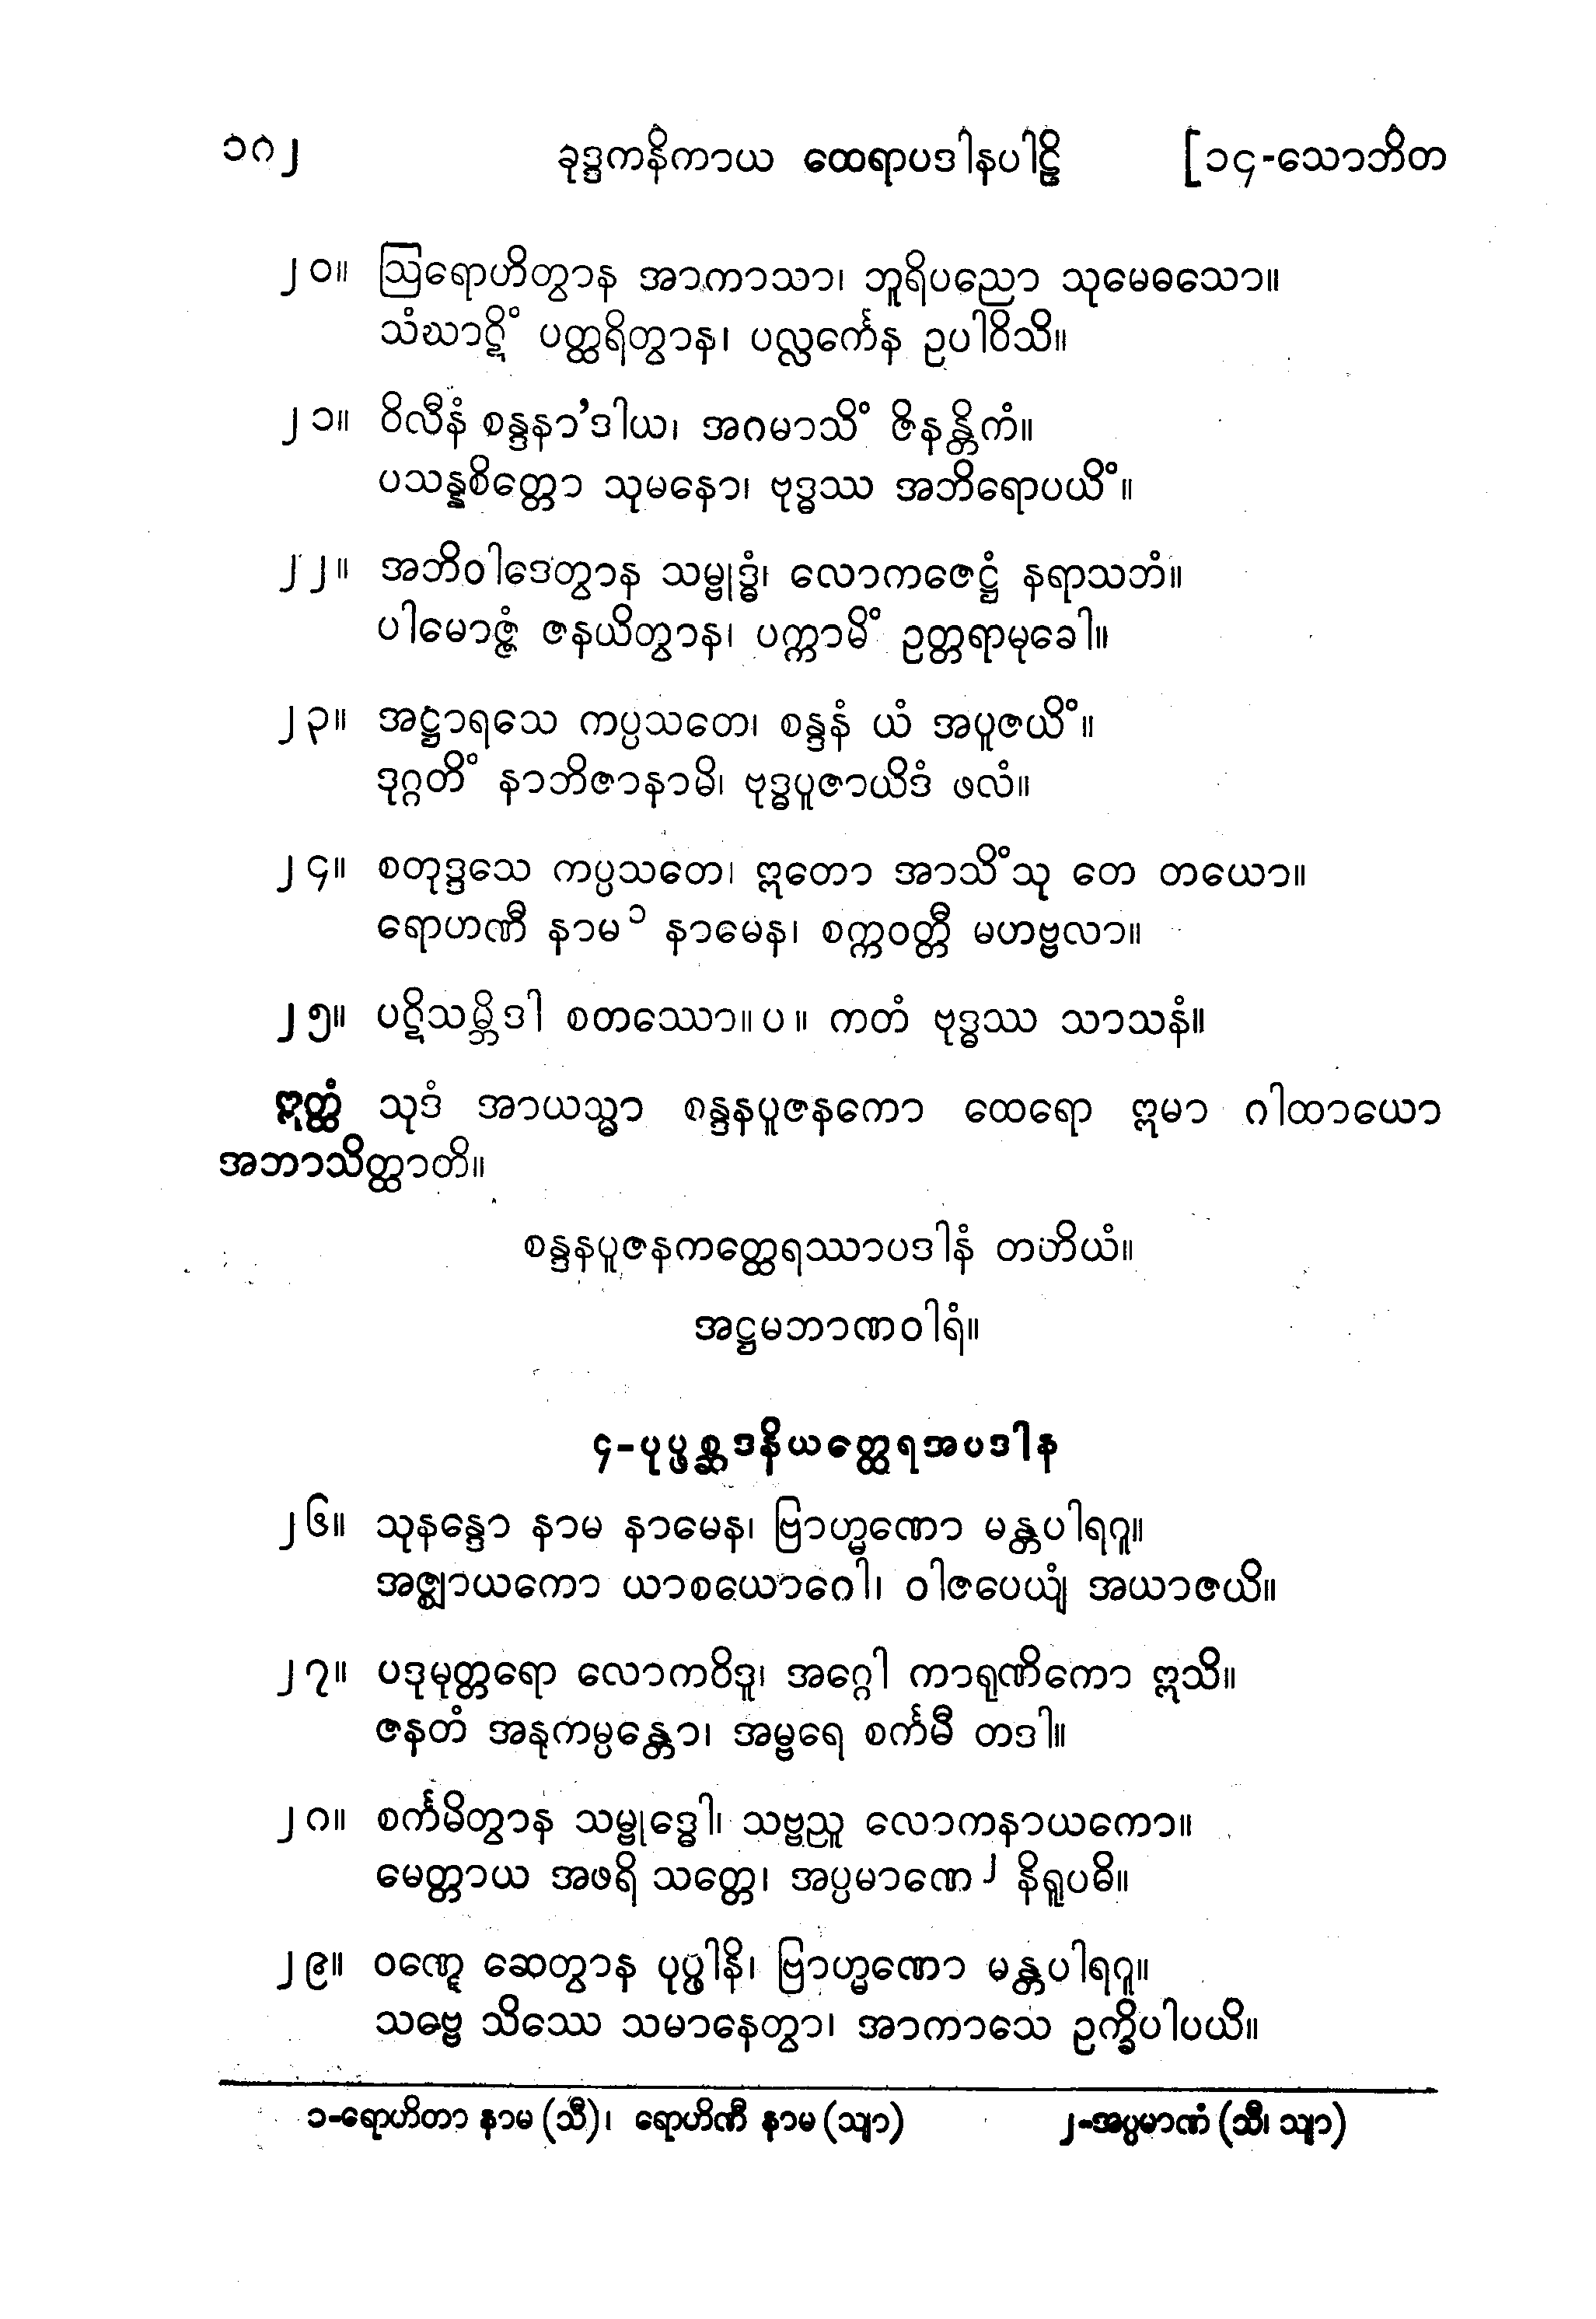 ၁၈၂ ခုဒ္ဒကနိကာယ ထေရာပဒါနပါဠိ [၁၄-သောဘိတ
၂၀။ ဩရောဟိတွာန အာကာသာ၊ ဘူရိပညော သုမေဓသော။
သံဃာဋိံ ပတ္ထရိတွာန၊ ပလ္လင်္ကေန ဥပါဝိသိ။
၂၁။ ဝိလီနံ စန္ဒနာ’ဒါယ၊ အဂမာသိံ ဇိနန္တိကံ။
ပသန္နစိတ္တော သုမနော၊ ဗုဒ္ဓဿ အဘိရောပယိံ။
၂၂။ အဘိဝါဒေတွာန သမ္ဗုဒ္ဓံ၊ လောကဇေဋ္ဌံ နရာသဘံ။
ပါမောဇ္ဇံ ဇနယိတွာန၊ ပက္ကာမိံ ဥတ္တရာမုခေါ။
၂၃။ အဋ္ဌာရသေ ကပ္ပသတေ၊ စန္ဒနံ ယံ အပူဇယိံ။
ဒုဂ္ဂတိံ နာဘိဇာနာမိ၊ ဗုဒ္ဓပူဇာယိဒံ ဖလံ။
၂၄။ စတုဒ္ဒသေ ကပ္ပသတေ၊ ဣတော အာသိံသု တေ တယော။
ရောဟဏီ နာမ ၁ နာမေန၊ စက္ကဝတ္တီ မဟဗ္ဗလာ။
၂၅။ ပဋိသမ္ဘိဒါ စတဿော။ ပ ။ ကတံ ဗုဒ္ဓဿ သာသနံ။
ဣတ္ထံ သုဒံ အာယသ္မာ စန္ဒနပူဇနကော ထေရော ဣမာ ဂါထာယော
အဘာသိတ္ထာတိ။
စန္ဒနပူဇနကတ္ထေရဿာပဒါနံ တတိယံ။
အဋ္ဌမဘာဏဝါရံ။
၄-ပုပ္ဖစ္ဆဒနိယတ္ထေရအပဒါန
၂၆။ သုနန္ဒော နာမ နာမေန၊ ဗြာဟ္မဏော မန္တပါရဂူ။
အဇ္ဈာယကော ယာစယောဂေါ၊ ဝါဇပေယျံ အယာဇယိ။
၂၇။ ပဒုမုတ္တရော လောကဝိဒူ၊ အဂ္ဂေါ ကာရုဏိကော ဣသိ။
ဇနတံ အနုကမ္ပန္တော၊ အမ္ဗရေ စင်္ကမီ တဒါ။
၂၈။ စင်္ကမိတွာန သမ္ဗုဒ္ဓေါ၊ သဗ္ဗညူ လောကနာယကော။
မေတ္တာယ အဖရိ သတ္တေ၊ အပ္ပမာဏေ ၂ နိရူပဓိ။
၂၉။ ဝဏ္ဋေ ဆေတွာန ပုပ္ဖါနိ၊ ဗြာဟ္မဏော မန္တပါရဂူ။
သဗ္ဗေ သိဿေ သမာနေတွာ၊ အာကာသေ ဥက္ခိပါပယိ။
၁-ရောဟိတာ နာမ (သီ)၊ ရောဟိဏီ နာမ (သျာ) ၂-အပ္ပမာဏံ (သီ၊ သျာ)